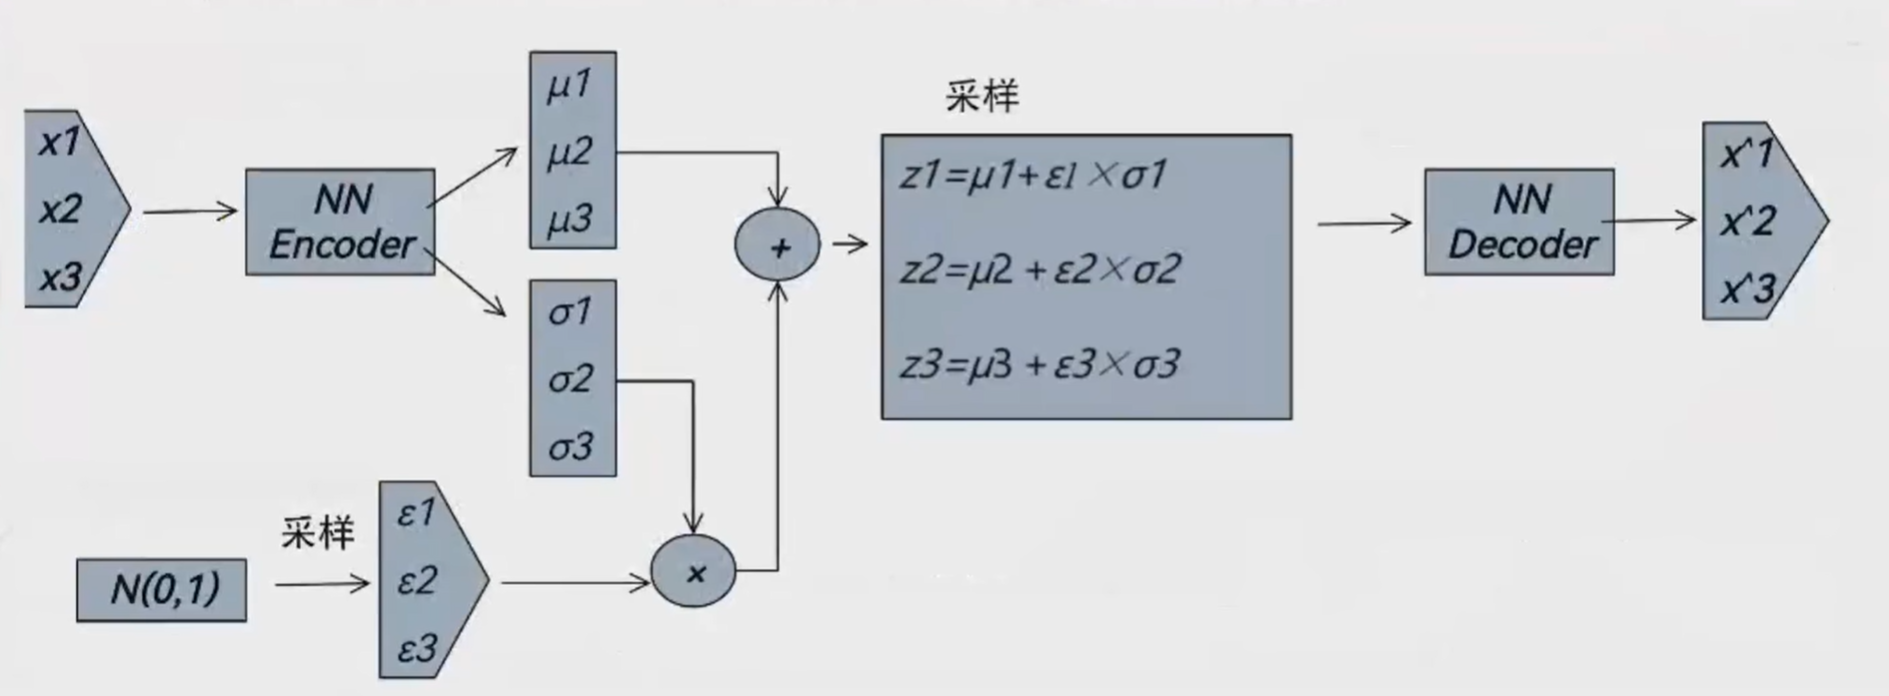 x1
x2
x3
NN
Encoder
μ1
μ2
μ3
σ1
σ2
σ3
N(0,1)
采样
ε1
ε2
ε3
×
+
采样
z1=μ1+ε1×σ1
z2=μ2+ε2×σ2
z3=μ3+ε3×σ3
NN
Decoder
x^1
x^2
x^3